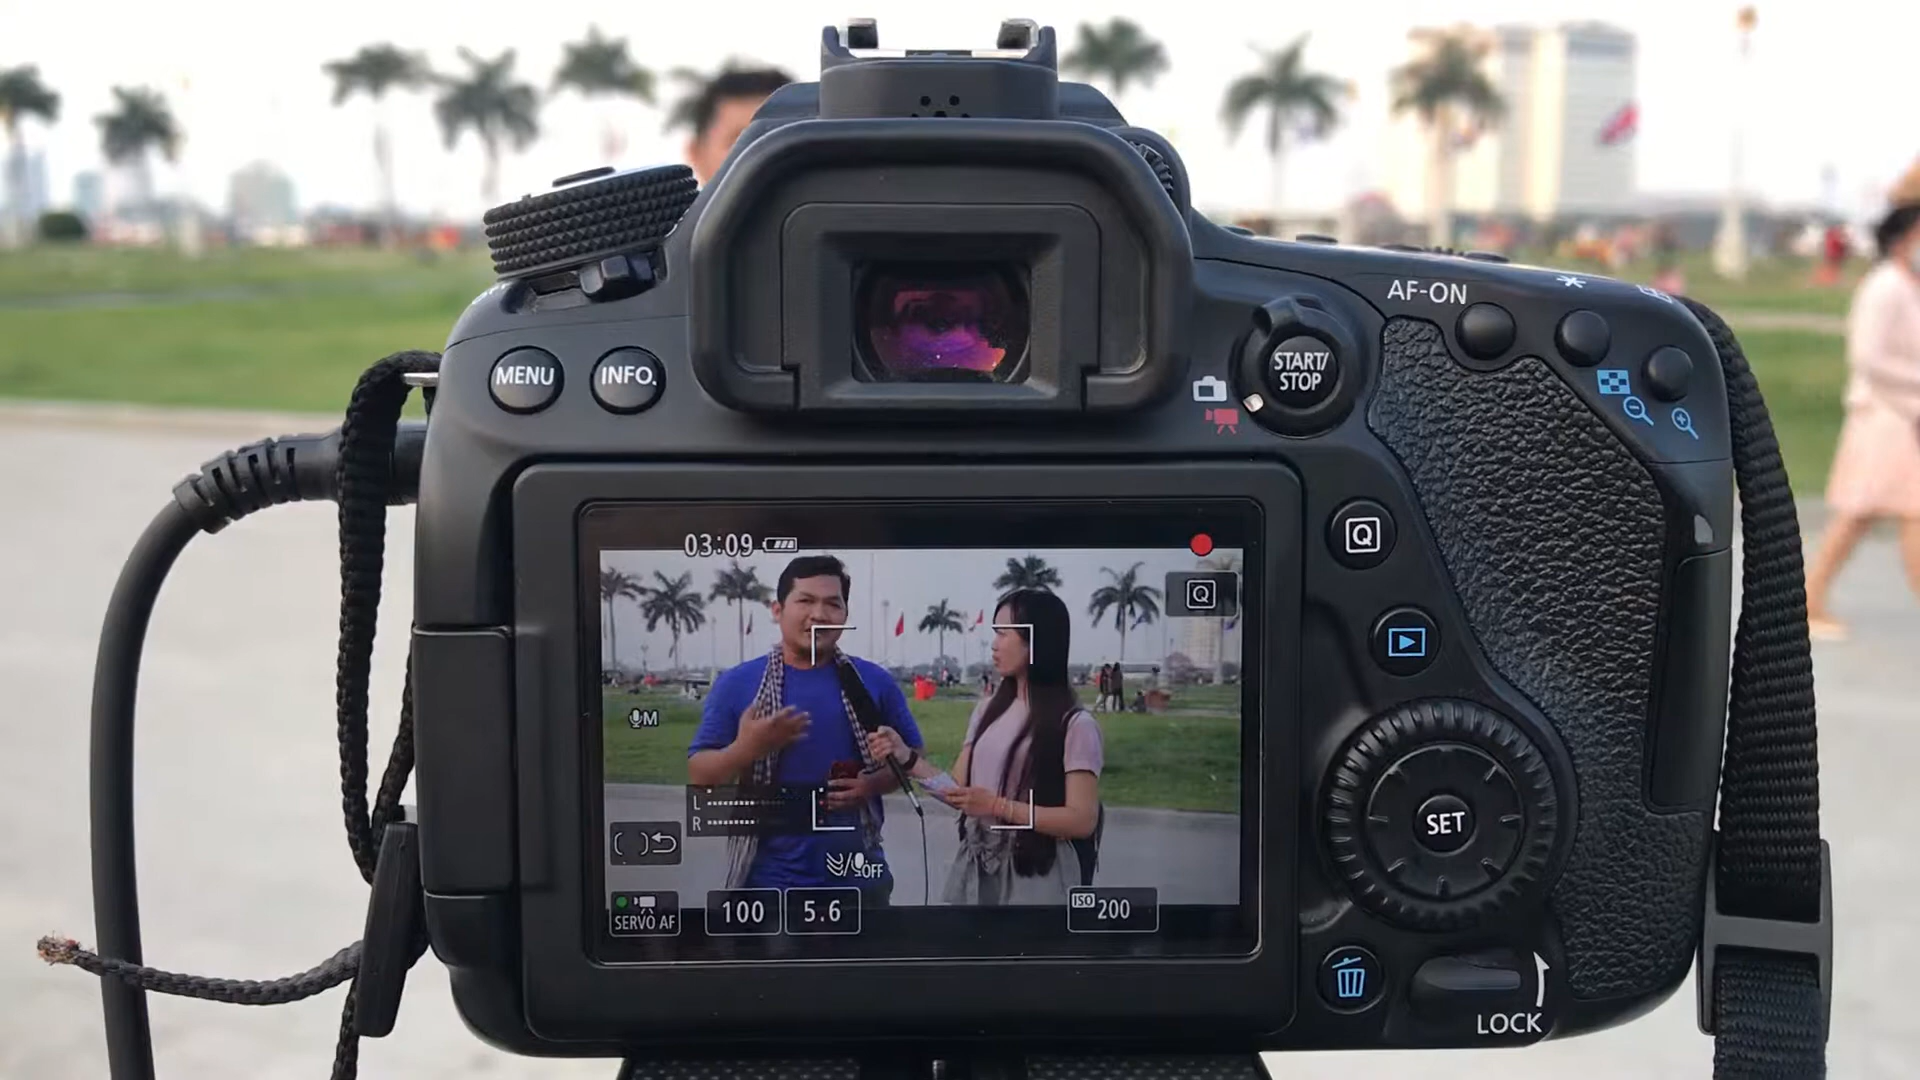 AF-ON
MENU
INFO.
START/
STOP
Q
03:09
Q
M
L
R
OFF
SERVO AF
100
5.6
ISO 200
SET
LOCK